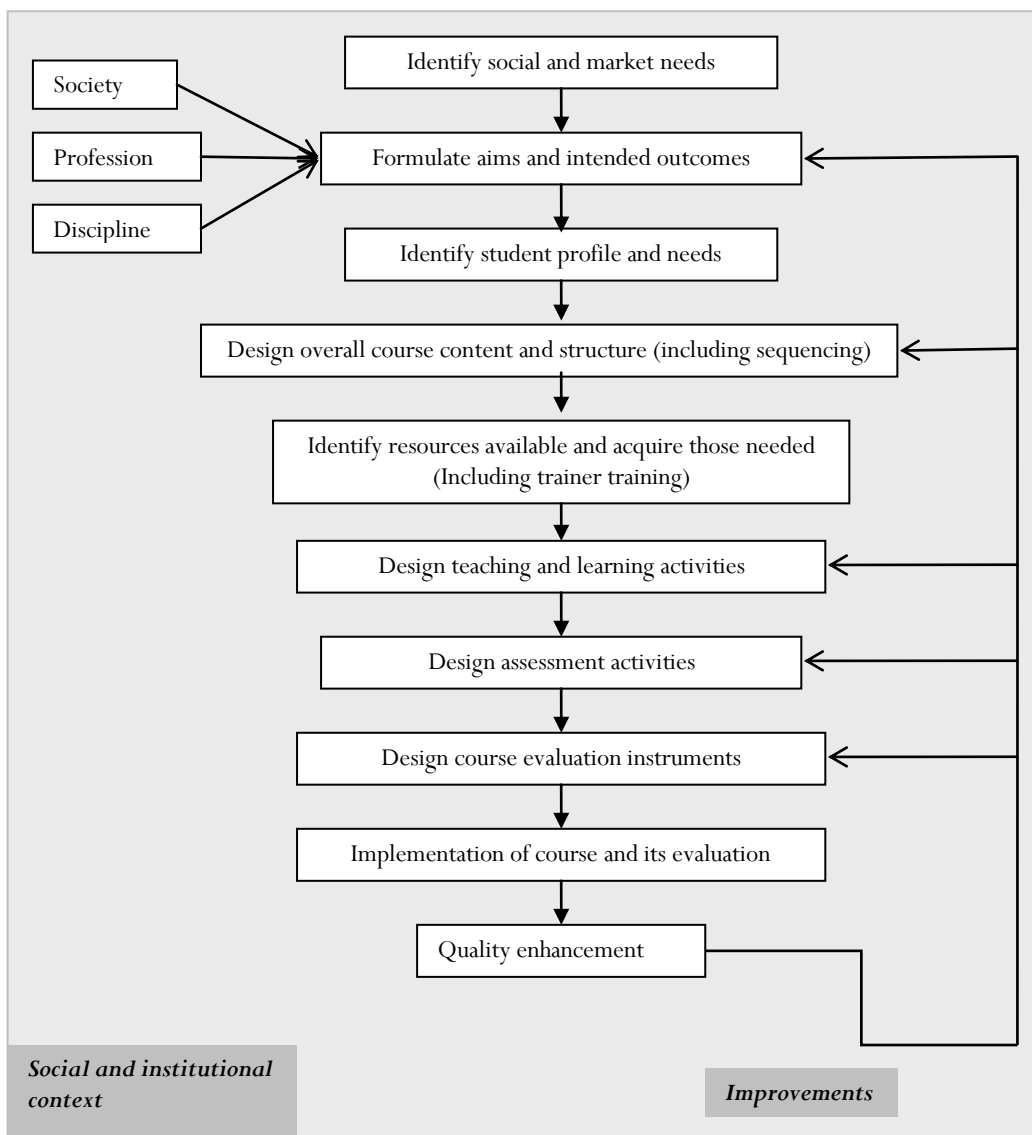 Identify social and market needs
Society
Profession
Discipline
Formulate aims and intended outcomes
Identify student profile and needs
Design overall course content and structure (including sequencing)
Identify resources available and acquire those needed
(Including trainer training)
Design teaching and learning activities
Design assessment activities
Design course evaluation instruments
Implementation of course and its evaluation
Quality enhancement
Social and institutional
context
Improvements